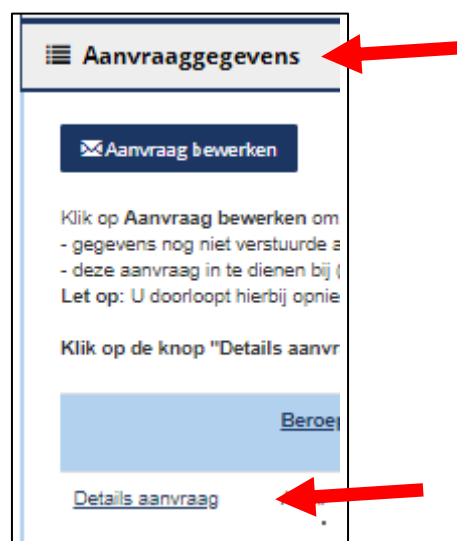 Aanvraaggegevens
Aanvraag bewerken
Klik op Aanvraag bewerken om
- gegevens nog niet verstuurde a
- deze aanvraag in te dienen bij (
Let op: U doorloopt hierbij opnie
Klik op de knop "Details aanvr
Beroep
Details aanvraag